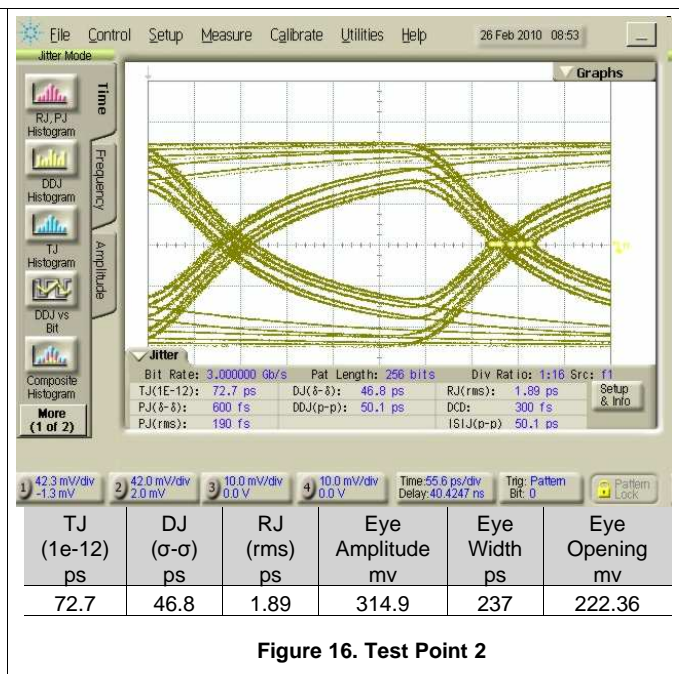 File Control Setup Measure Calibrate Utilities Help 26 Feb 2010 08:53
Jitter Mode
Graphs
Time
Frequency
Amplitude
RJ, PJ
Histogram
DDJ
Histogram
TJ
Histogram
DDJ vs
Bit
Composite
Histogram
More
(1 of 2)
Jitter
Bit Rate: 3.000000 Gb/s Pat Length: 256 bits Div Ratio: 1:16 Src: f1
TJ(1E-12): 72.7 ps DJ(δ-δ): 46.8 ps RJ(rms): 1.89 ps
PJ(δ-δ): 600 fs DDJ(p-p): 50.1 ps DCD: 300 fs
PJ(rms): 190 fs ISIJ(p-p) 50.1 ps
Setup
& Info
1) 42.3 mV/div
-1.3 mV
2) 42.0 mV/div
2.0 mV
3) 10.0 mV/div
0.0 V
4) 10.0 mV/div
0.0 V
Time:55.6 ps/div
Delay:40.4247 ns
Trig: Pattern
Bit: 0
Pattern
Lock
TJ DJ RJ Eye Eye Eye
(1e-12) (σ-σ) (rms) Amplitude Width Opening
ps ps ps mv ps mv
72.7 46.8 1.89 314.9 237 222.36
Figure 16. Test Point 2